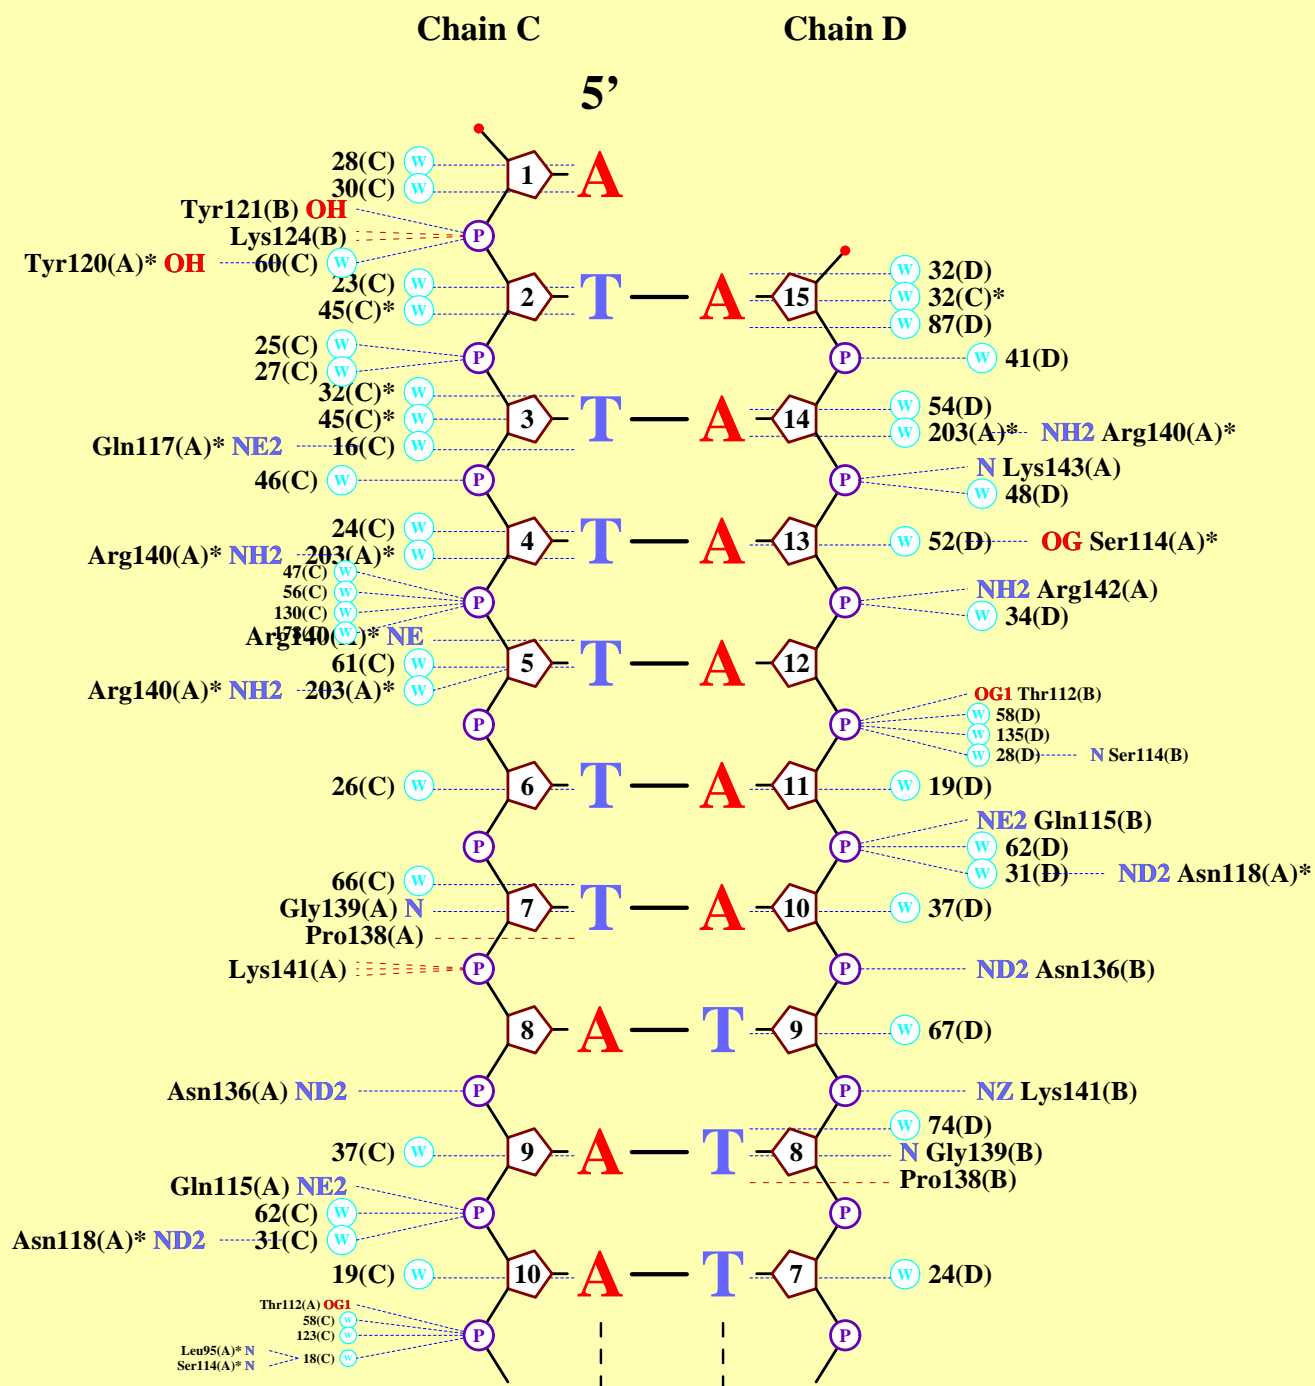 Chain C Chain D
5’
28(C) W 1 A
30(C) W
Tyr121(B) OH
Lys124(B) P
Tyr120(A)* OH 60(C) W
23(C) W 2 T A 15 W 32(D)
45(C)* W W 32(C)*
W 87(D)
25(C) W P P W 41(D)
27(C) W
32(C)* W W 54(D)
45(C)* W 3 T A 14 W 203(A)* NH2 Arg140(A)*
Gln117(A)* NE2 16(C) W
46(C) W P P N Lys143(A)
W 48(D)
24(C) W 4 T A 13 W 52(D) OG Ser114(A)*
Arg140(A)* NH2 203(A)* W
47(C) W
56(C) W P P NH2 Arg142(A)
130(C) W W 34(D)
178(C) W
Arg140(A)* NE
61(C) W 5 T A 12
Arg140(A)* NH2 203(A)* W
P P OG1 Thr112(B)
W 58(D)
W 135(D)
W 28(D) N Ser114(B)
26(C) W 6 T A 11 W 19(D)
P P NE2 Gln115(B)
W 62(D)
W 31(D) ND2 Asn118(A)*
66(C) W
Gly139(A) N 7 T A 10 W 37(D)
Pro138(A)
Lys141(A) P P ND2 Asn136(B)
8 A T 9 W 67(D)
Asn136(A) ND2 P P NZ Lys141(B)
W 74(D)
37(C) W 9 A T 8 N Gly139(B)
Pro138(B)
Gln115(A) NE2
62(C) W P P
Asn118(A)* ND2 31(C) W
19(C) W 10 A T 7 W 24(D)
Thr112(A) OG1
58(C) W
123(C) W P P
Leu95(A)* N
18(C) W
Ser114(A)* N